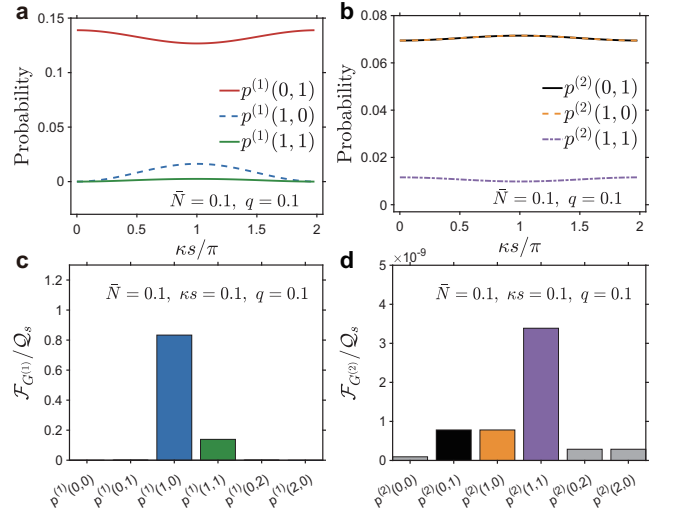 a
0.15
0.1
0.05
0
Probability
p^(1)(0, 1)
p^(1)(1, 0)
p^(1)(1, 1)
N̄ = 0.1, q = 0.1
0 0.5 1 1.5 2
κs/π
b
0.08
0.06
0.04
0.02
0
Probability
p^(2)(0, 1)
p^(2)(1, 0)
p^(2)(1, 1)
N̄ = 0.1, q = 0.1
0 0.5 1 1.5 2
κs/π
c
1.2
1
0.8
0.6
0.4
0.2
0
ℱ_G^(1)/𝒬_s
N̄ = 0.1, κs = 0.1, q = 0.1
p^(1)(0,0) p^(1)(0,1) p^(1)(1,0) p^(1)(1,1) p^(1)(0,2) p^(1)(2,0)
d
×10^-9
5
4
3
2
1
0
ℱ_G^(2)/𝒬_s
N̄ = 0.1, κs = 0.1, q = 0.1
p^(2)(0,0) p^(2)(0,1) p^(2)(1,0) p^(2)(1,1) p^(2)(0,2) p^(2)(2,0)